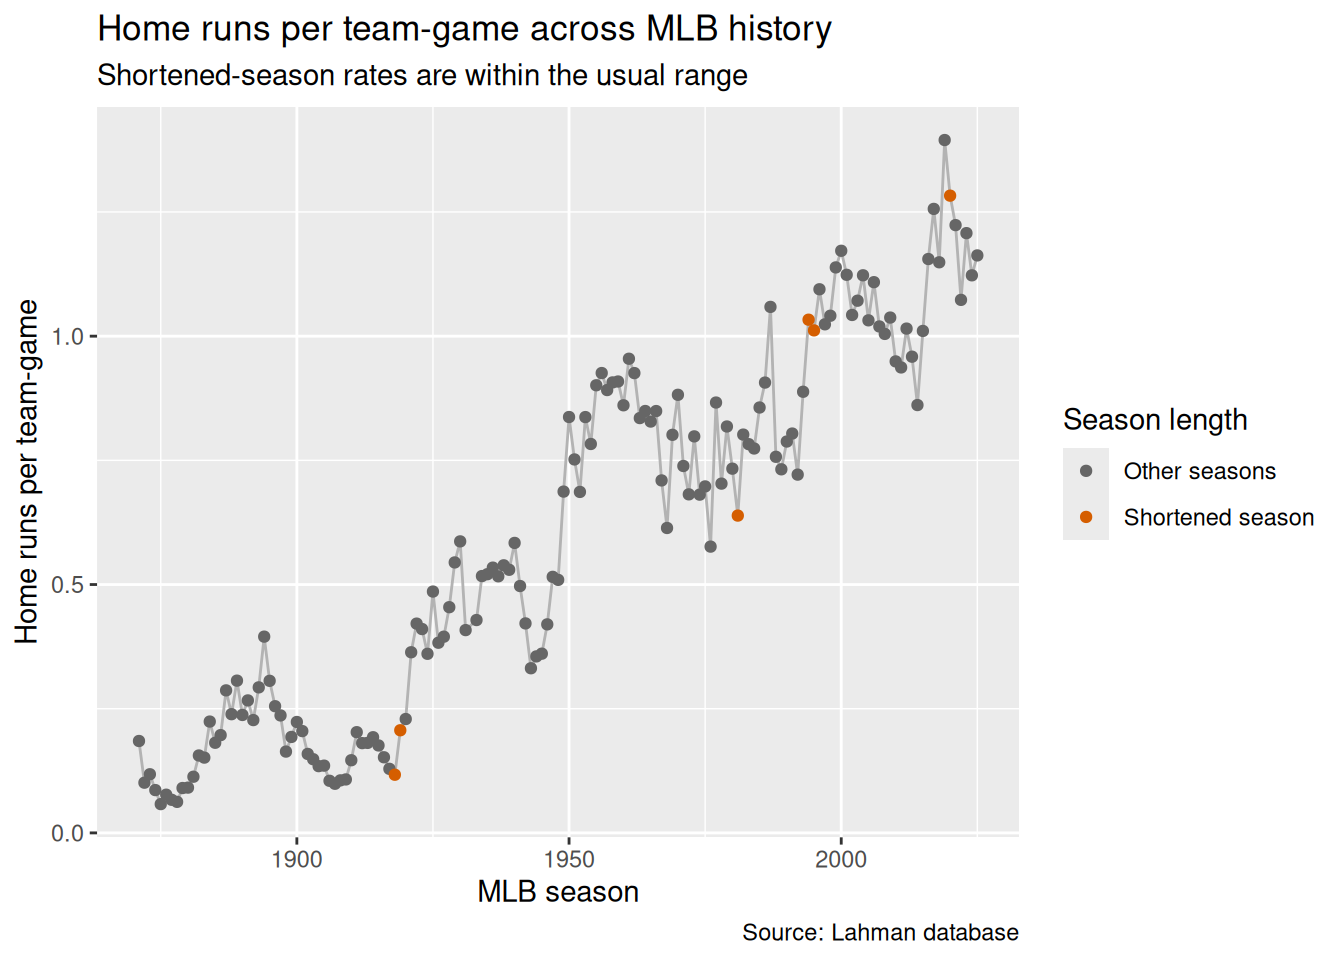 Home runs per team-game across MLB history
Shortened-season rates are within the usual range
Home runs per team-game
1.0
0.5
0.0
1900
1950
2000
MLB season
Season length
Other seasons
Shortened season
Source: Lahman database